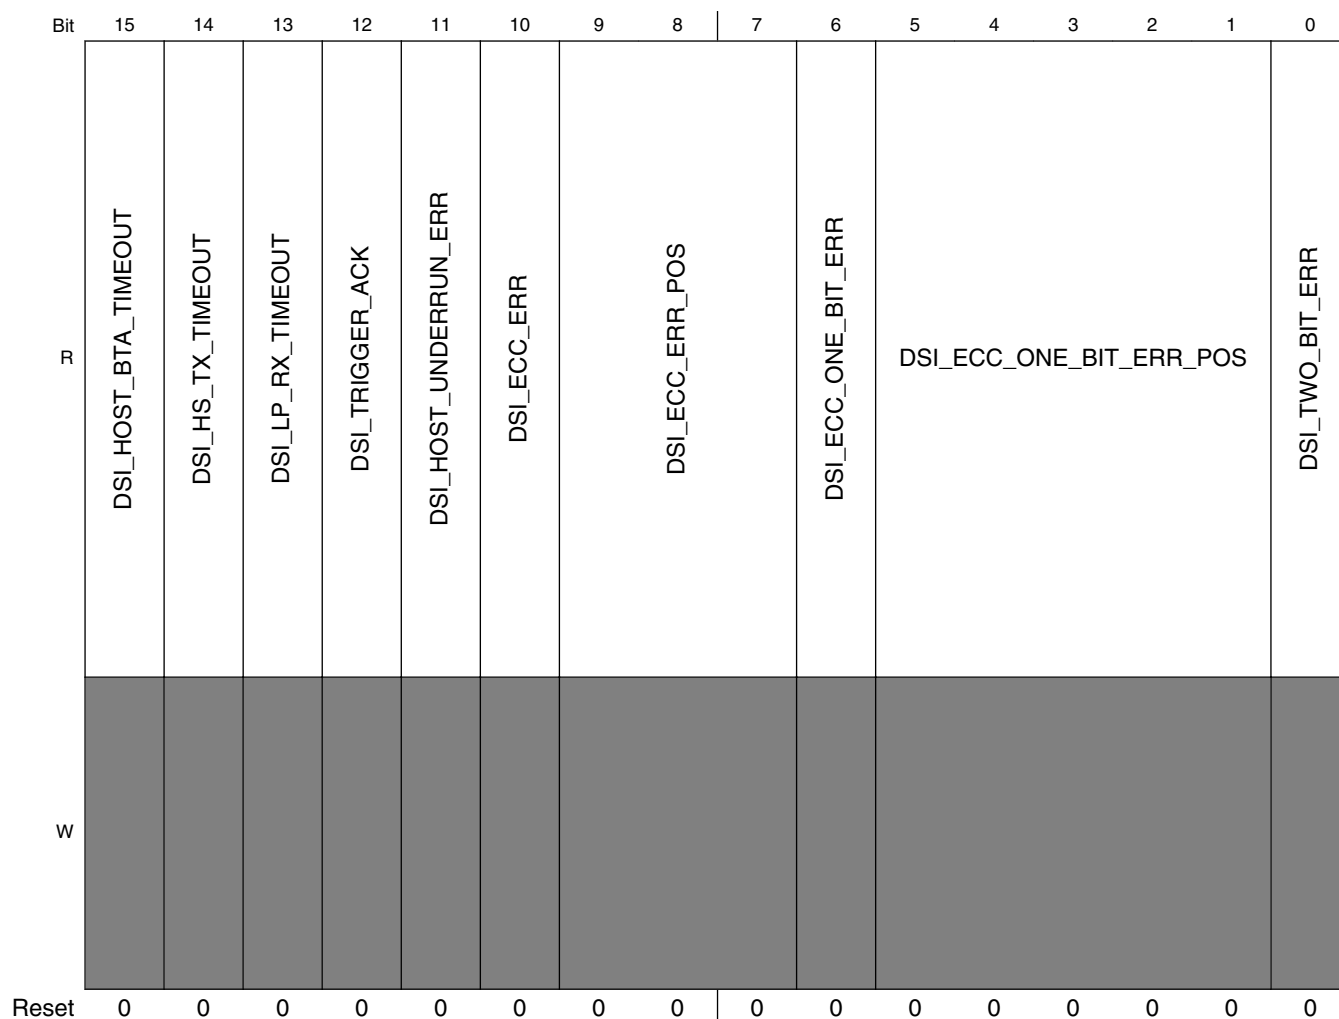 Bit 15 14 13 12 11 10 9 8 7 6 5 4 3 2 1 0
R
DSI_HOST_BTA_TIMEOUT
DSI_HS_TX_TIMEOUT
DSI_LP_RX_TIMEOUT
DSI_TRIGGER_ACK
DSI_HOST_UNDERRUN_ERR
DSI_ECC_ERR
DSI_ECC_ERR_POS
DSI_ECC_ONE_BIT_ERR
DSI_ECC_ONE_BIT_ERR_POS
DSI_TWO_BIT_ERR
W
Reset 0 0 0 0 0 0 0 0 0 0 0 0 0 0 0 0